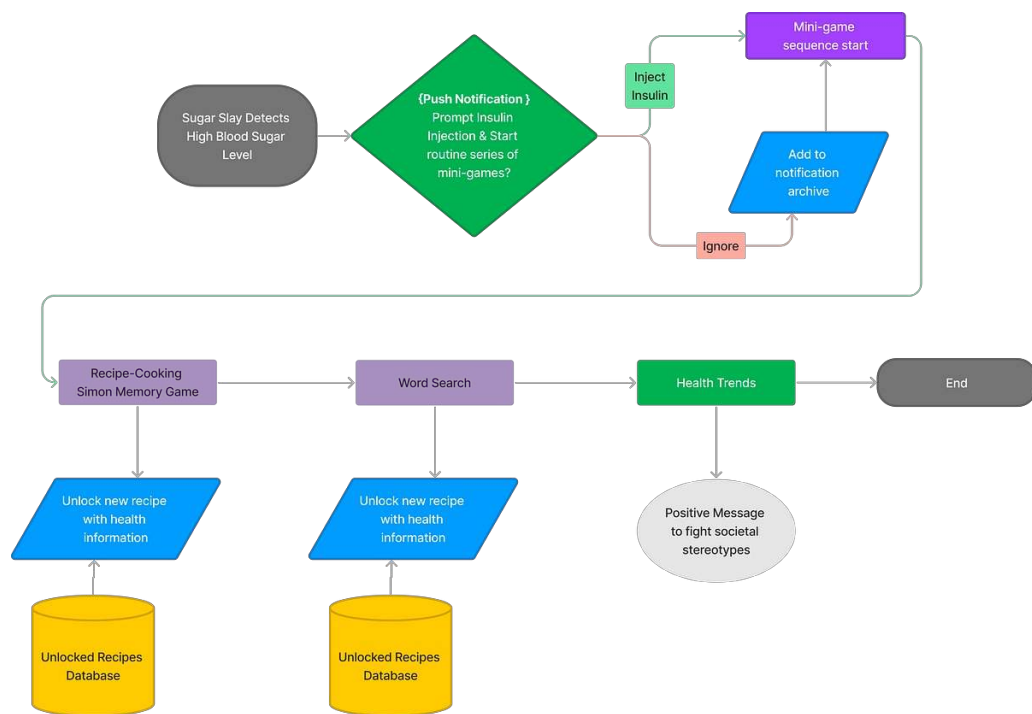 Sugar Slay Detects
High Blood Sugar
Level
{Push Notification }
Prompt Insulin
Injection & Start
routine series of
mini-games?
Inject
Insulin
Ignore
Mini-game
sequence start
Add to
notification
archive
Recipe-Cooking
Simon Memory Game
Word Search
Health Trends
End
Unlock new recipe
with health
information
Unlock new recipe
with health
information
Positive Message
to fight societal
stereotypes
Unlocked Recipes
Database
Unlocked Recipes
Database